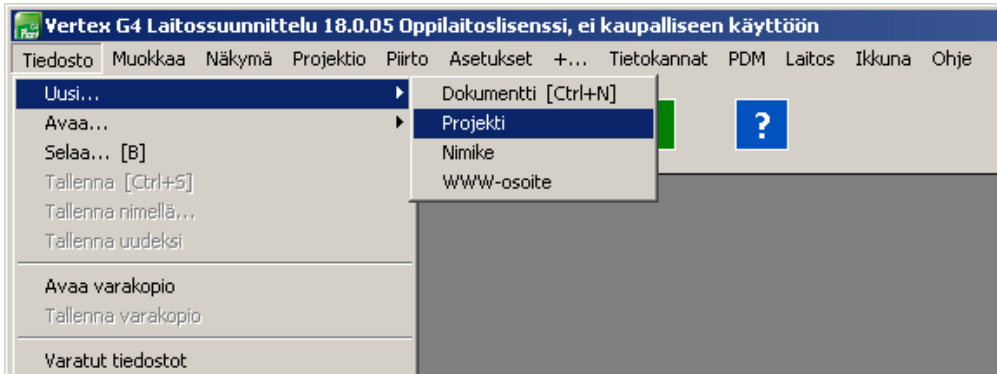 Vertex G4 Laitossuunnittelu 18.0.05 Oppilaitoslisenssi, ei kaupalliseen käyttöön
Tiedosto Muokkaa Näkymä Projektio Piirto Asetukset +... Tietokannat PDM Laitos Ikkuna Ohje
Uusi...
Avaa...
Selaa... [B]
Tallenna [Ctrl+S]
Tallenna nimellä...
Tallenna uudeksi
Avaa varakopio
Tallenna varakopio
Varatut tiedostot
Dokumentti [Ctrl+N]
Projekti
Nimike
WWW-osoite
?